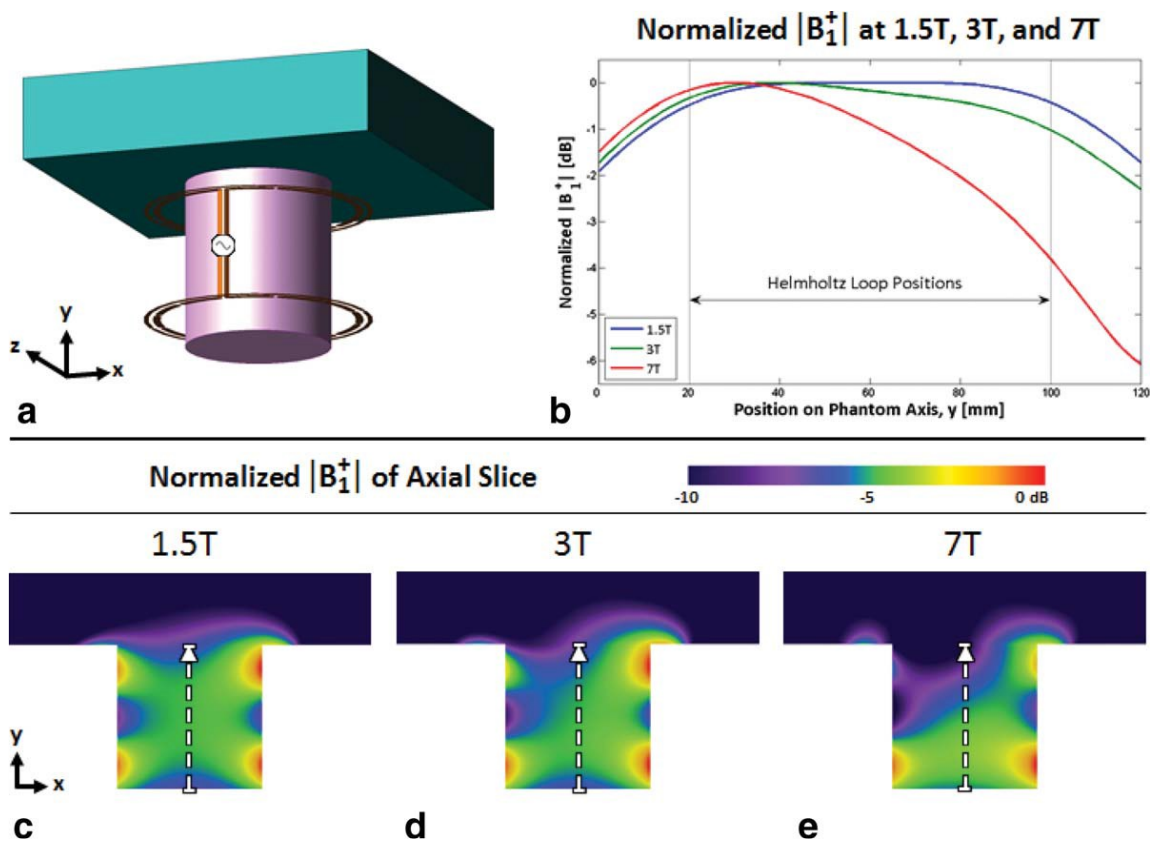 y
z
x
a
Normalized |B₁⁺| at 1.5T, 3T, and 7T
Normalized |B₁⁺| [dB]
0
-1
-2
-3
-4
-5
-6
Helmholtz Loop Positions
1.5T
3T
7T
0 20 40 60 80 100 120
Position on Phantom Axis, y [mm]
b
Normalized |B₁⁺| of Axial Slice
-10 -5 0 dB
1.5T 3T 7T
y
x
c d e